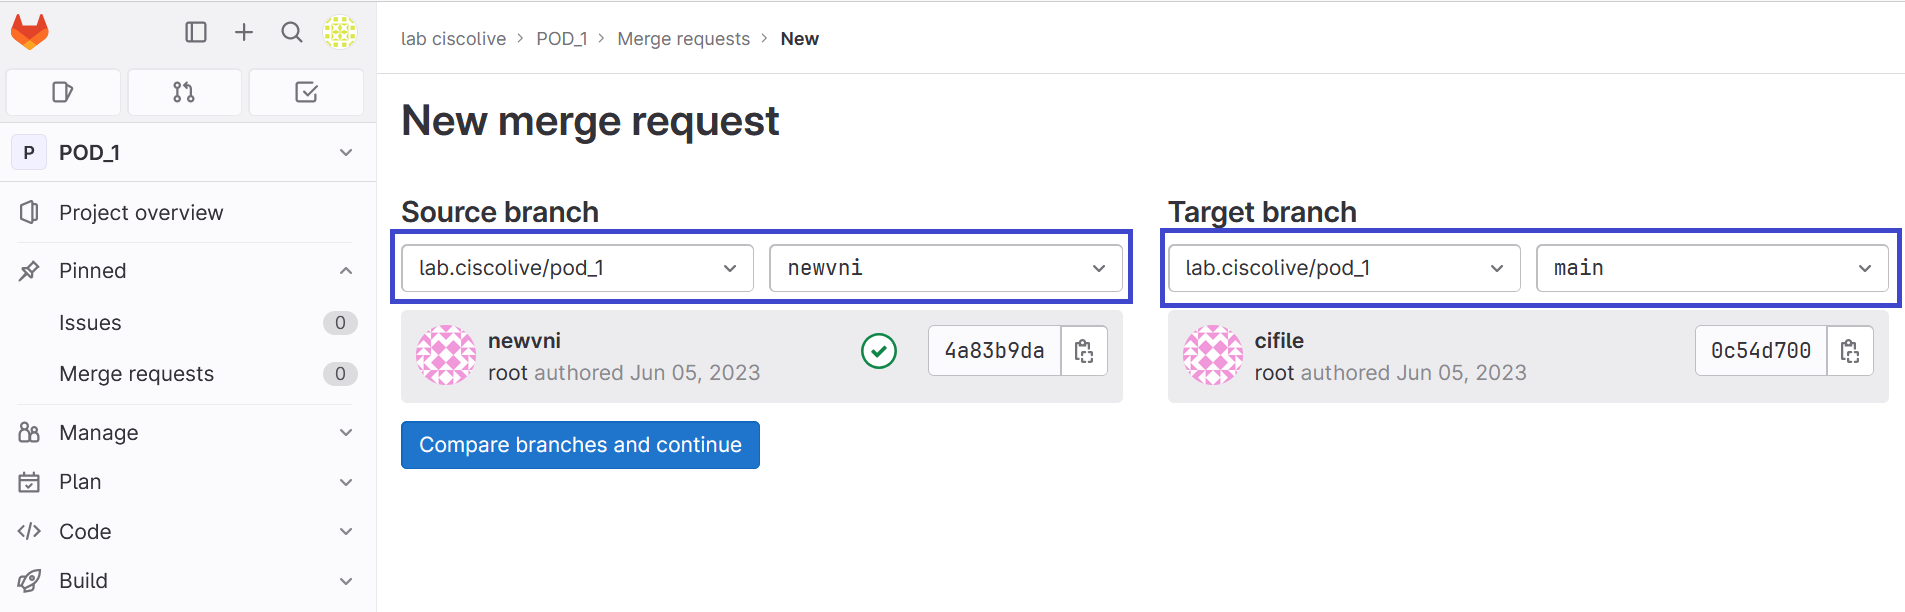 lab ciscolive > POD_1 > Merge requests > New
P POD_1
Project overview
Pinned
Issues 0
Merge requests 0
Manage
Plan
Code
Build
New merge request
Source branch
lab.ciscolive/pod_1 newvni
newvni
root authored Jun 05, 2023
4a83b9da
Compare branches and continue
Target branch
lab.ciscolive/pod_1 main
cifile
root authored Jun 05, 2023
0c54d700